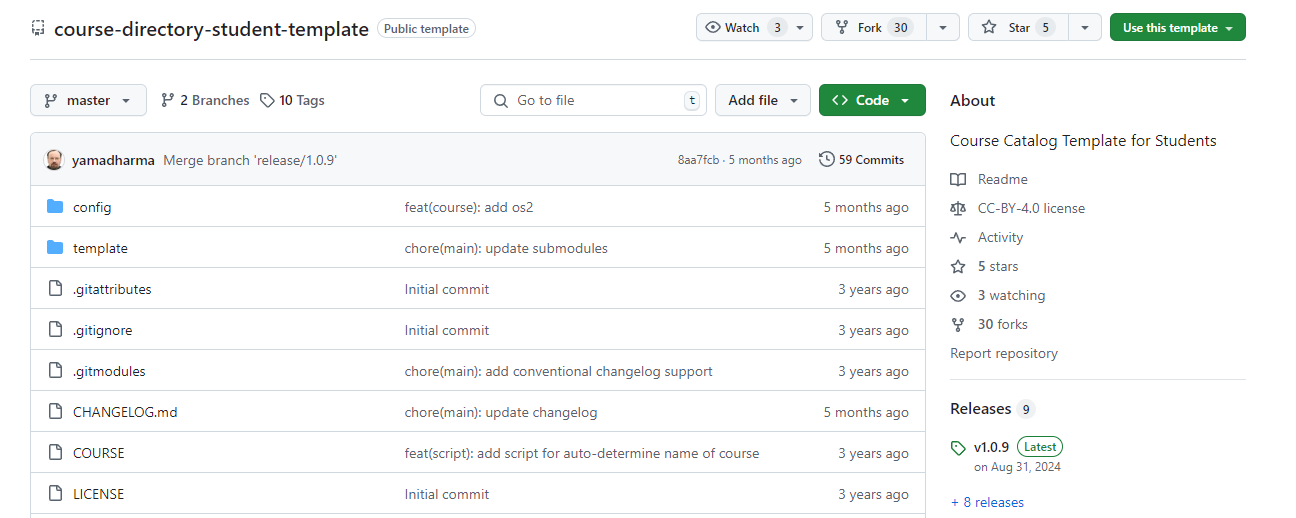 course-directory-student-template Public template Watch 3 Fork 30 Star 5 Use this template
master 2 Branches 10 Tags Go to file t Add file Code
yamadharma Merge branch 'release/1.0.9' 8aa7fcb · 5 months ago 59 Commits
config feat(course): add os2 5 months ago
template chore(main): update submodules 5 months ago
.gitattributes Initial commit 3 years ago
.gitignore Initial commit 3 years ago
.gitmodules chore(main): add conventional changelog support 3 years ago
CHANGELOG.md chore(main): update changelog 5 months ago
COURSE feat(script): add script for auto-determine name of course 3 years ago
LICENSE Initial commit 3 years ago
About
Course Catalog Template for Students
Readme
CC-BY-4.0 license
Activity
5 stars
3 watching
30 forks
Report repository
Releases 9
v1.0.9 Latest
on Aug 31, 2024
+ 8 releases